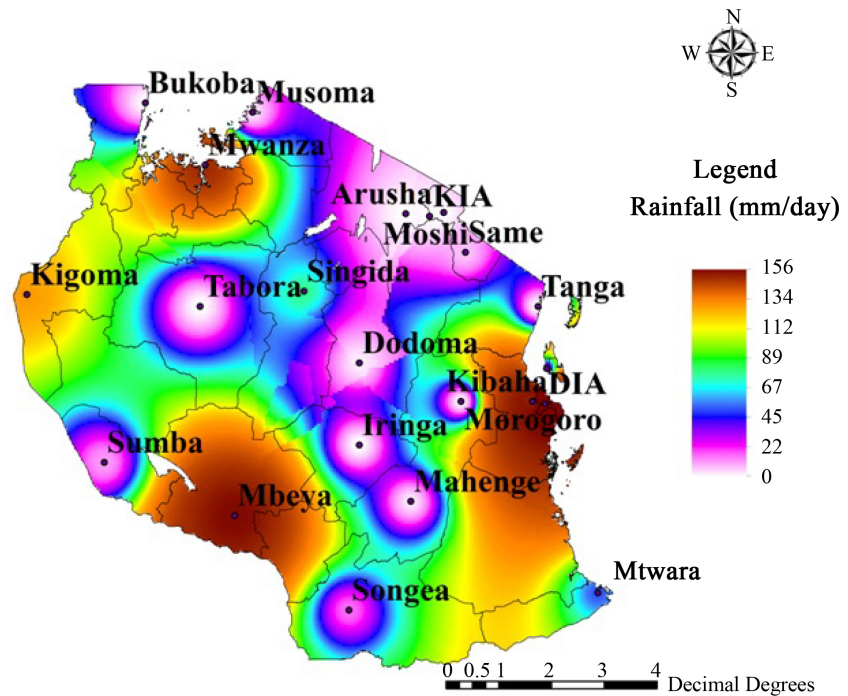 N
W E
S
Bukoba
Musoma
Mwanza
Legend
Rainfall (mm/day)
Arusha KIA
Moshi Same
Kigoma
Tabora
Singida
Tanga
156
134
112
89
67
45
22
0
Dodoma
Kibaha DIA
Morogoro
Iringa
Sumba
Mbeya
Mahenge
Songea
Mtwara
0 0.5 1 2 3 4 Decimal Degrees